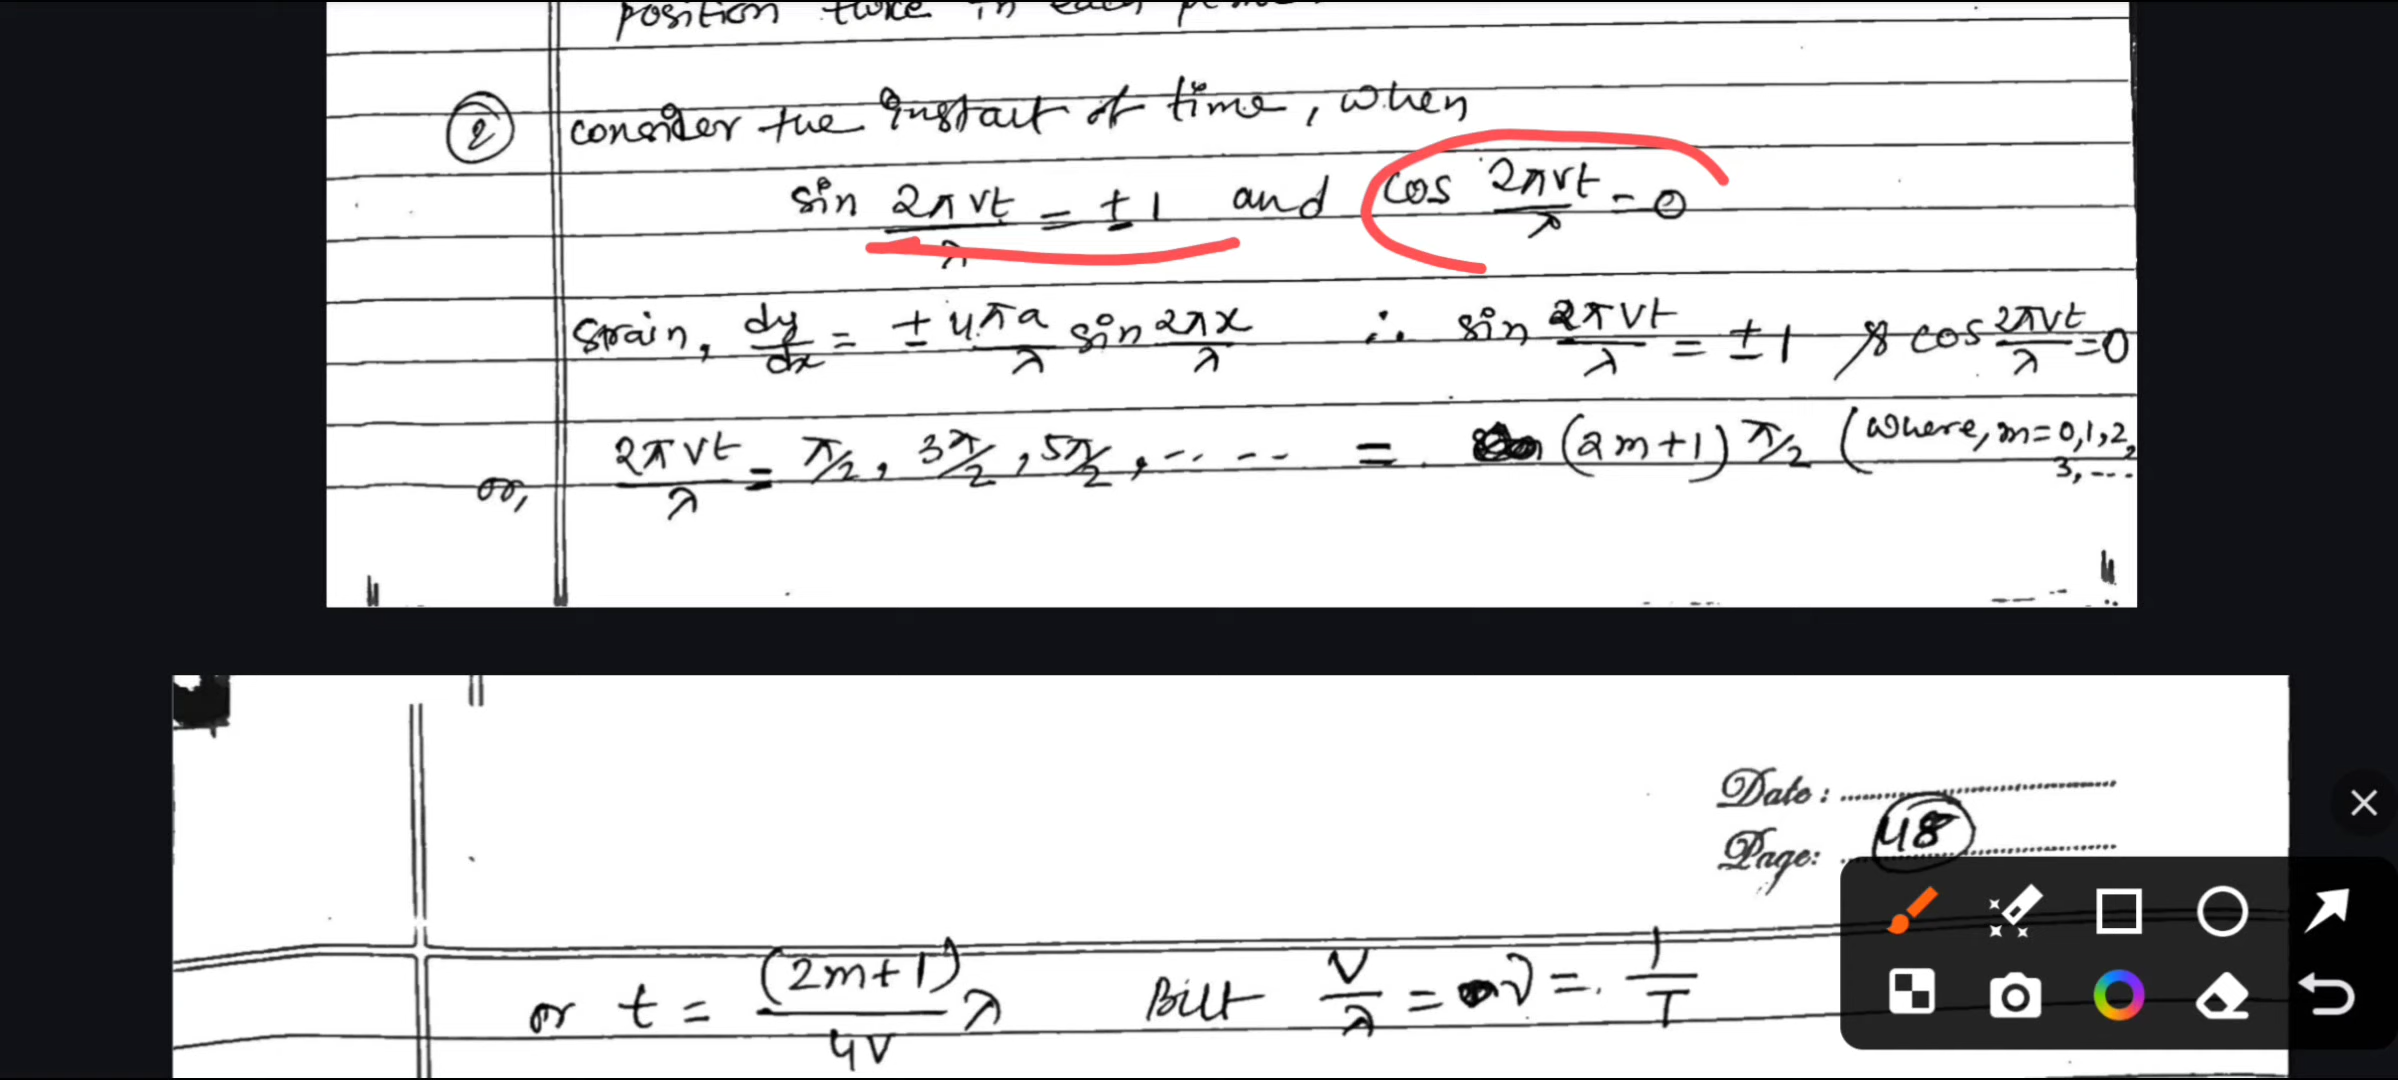 position twice in each
② consider the instant of time, when
sin 2πvt/λ = ±1 and cos 2πvt/λ = 0
Strain, dy/dx = ± 4πa/λ sin 2πx/λ ∴ sin 2πvt/λ = ±1 & cos 2πvt/λ = 0
or, 2πvt/λ = π/2, 3π/2, 5π/2, ..... = (2m+1) π/2 (where, m=0,1,2,
3,....
Date:
Page: 48
or t = (2m+1)/4v λ But v/λ = ν = 1/T